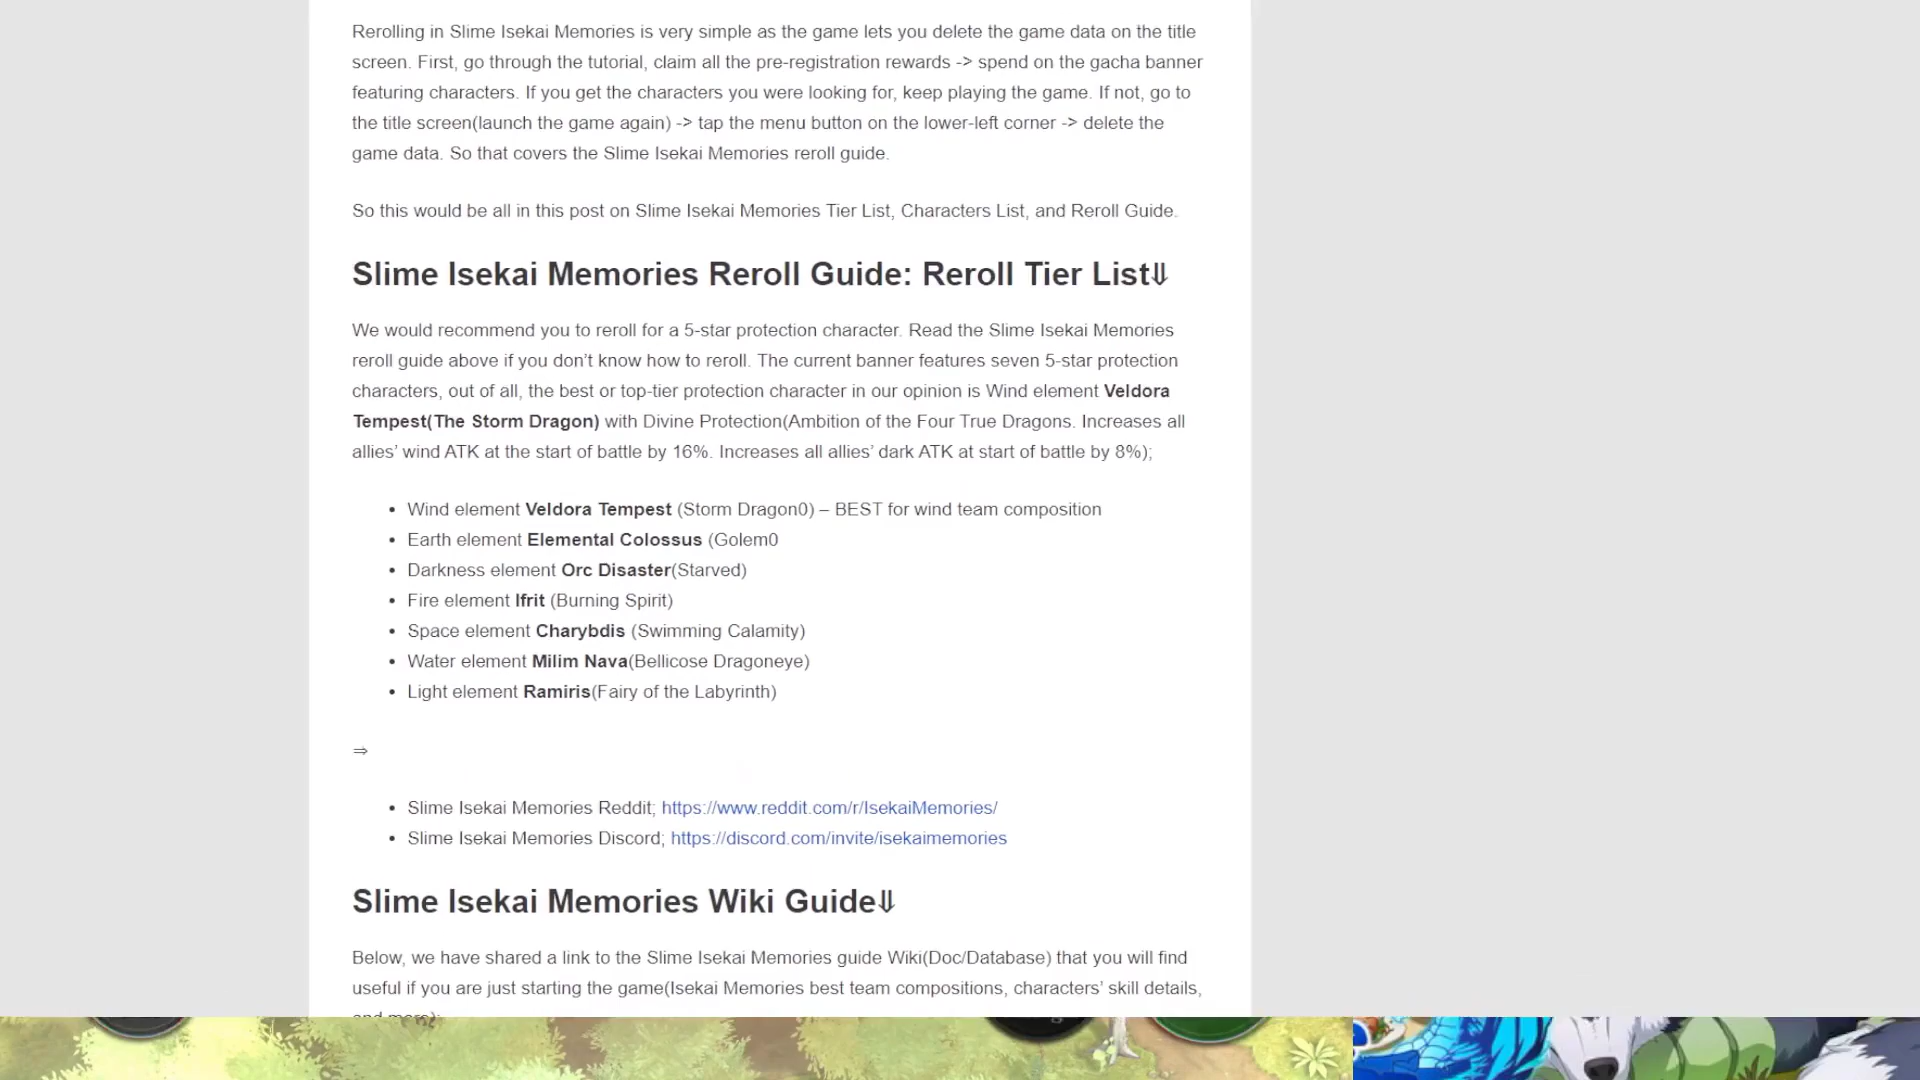 Rerolling in Slime Isekai Memories is very simple as the game lets you delete the game data on the title
screen. First, go through the tutorial, claim all the pre-registration rewards -> spend on the gacha banner
featuring characters. If you get the characters you were looking for, keep playing the game. If not, go to
the title screen(launch the game again) -> tap the menu button on the lower-left corner -> delete the
game data. So that covers the Slime Isekai Memories reroll guide.
So this would be all in this post on Slime Isekai Memories Tier List, Characters List, and Reroll Guide.
Slime Isekai Memories Reroll Guide: Reroll Tier List⇓
We would recommend you to reroll for a 5-star protection character. Read the Slime Isekai Memories
reroll guide above if you don’t know how to reroll. The current banner features seven 5-star protection
characters, out of all, the best or top-tier protection character in our opinion is Wind element Veldora
Tempest(The Storm Dragon) with Divine Protection(Ambition of the Four True Dragons. Increases all
allies’ wind ATK at the start of battle by 16%. Increases all allies’ dark ATK at start of battle by 8%);
• Wind element Veldora Tempest (Storm Dragon0) – BEST for wind team composition
• Earth element Elemental Colossus (Golem0
• Darkness element Orc Disaster(Starved)
• Fire element Ifrit (Burning Spirit)
• Space element Charybdis (Swimming Calamity)
• Water element Milim Nava(Bellicose Dragoneye)
• Light element Ramiris(Fairy of the Labyrinth)
⇒
• Slime Isekai Memories Reddit; https://www.reddit.com/r/IsekaiMemories/
• Slime Isekai Memories Discord; https://discord.com/invite/isekaimemories
Slime Isekai Memories Wiki Guide⇓
Below, we have shared a link to the Slime Isekai Memories guide Wiki(Doc/Database) that you will find
useful if you are just starting the game(Isekai Memories best team compositions, characters’ skill details,
and more);